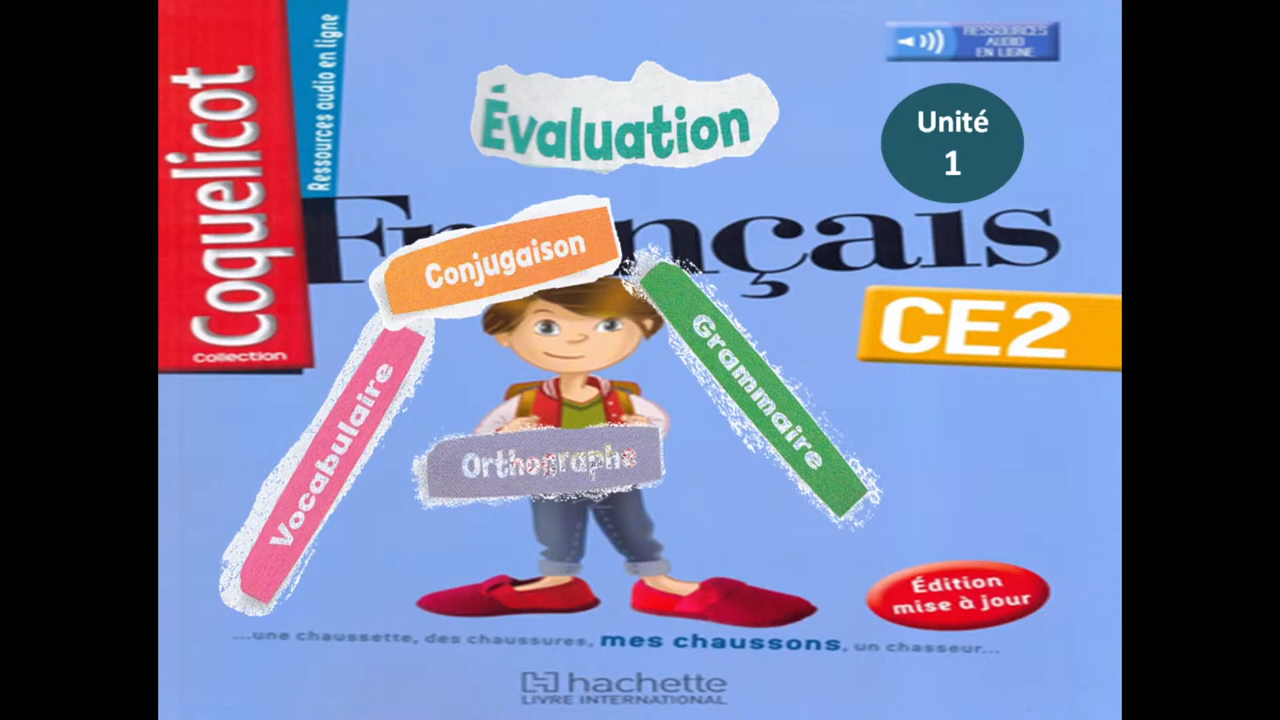 Coquelicot
Collection
Ressources audio en ligne
RESSOURCES
AUDIO
EN LIGNE
Évaluation
Unité
1
Français
CE2
Conjugaison
Grammaire
Vocabulaire
Orthographe
Édition
mise à jour
...une chaussette, des chaussures, mes chaussons, un chasseur...
hachette
LIVRE INTERNATIONAL